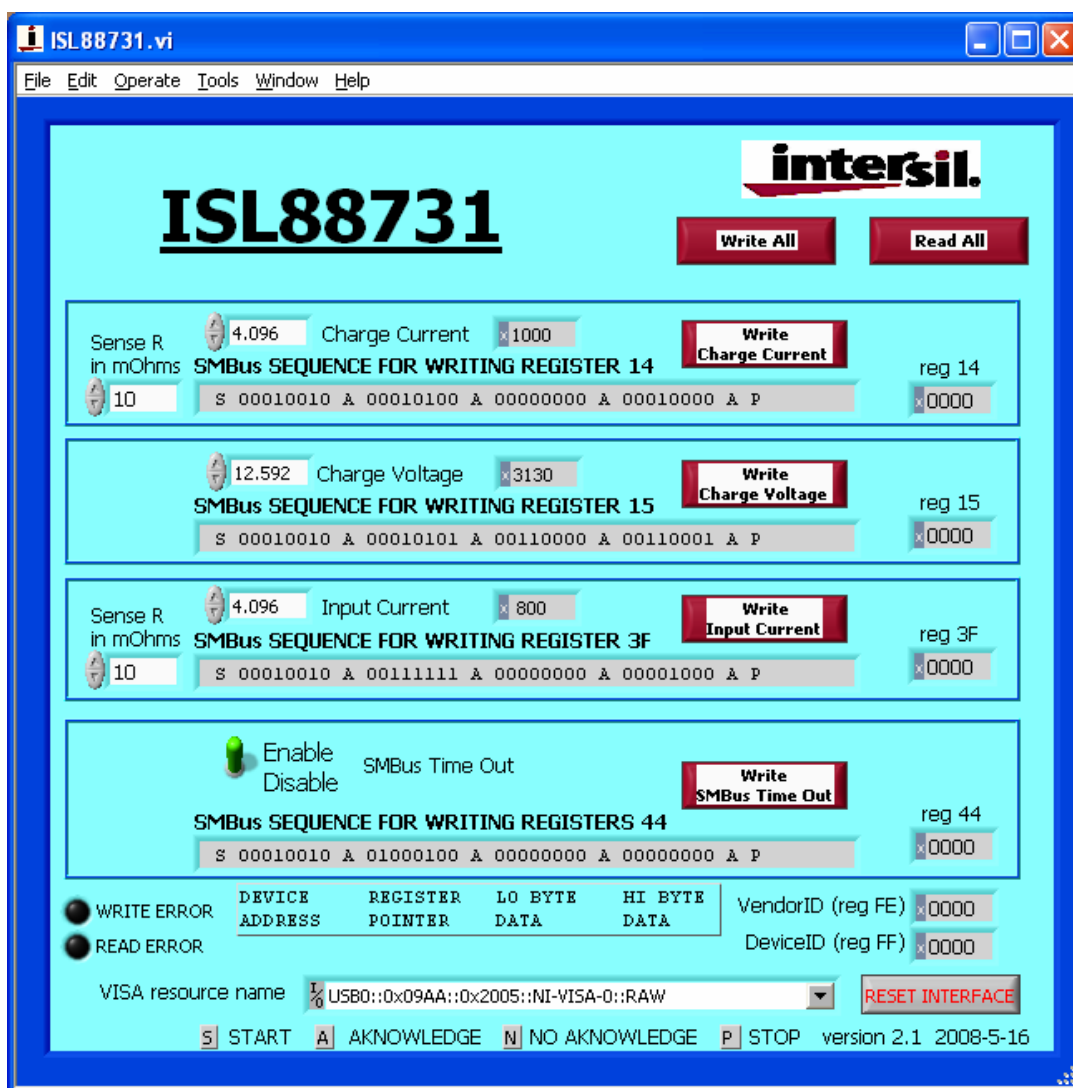 ISL88731.vi
File Edit Operate Tools Window Help
intersil.
ISL88731
Write All Read All
Sense R
in mOhms
10
4.096 Charge Current x1000
Write
Charge Current
SMBus SEQUENCE FOR WRITING REGISTER 14
S 00010010 A 00010100 A 00000000 A 00010000 A P
reg 14
x0000
12.592 Charge Voltage x3130
Write
Charge Voltage
SMBus SEQUENCE FOR WRITING REGISTER 15
S 00010010 A 00010101 A 00110000 A 00110001 A P
reg 15
x0000
Sense R
in mOhms
10
4.096 Input Current x 800
Write
Input Current
SMBus SEQUENCE FOR WRITING REGISTER 3F
S 00010010 A 00111111 A 00000000 A 00001000 A P
reg 3F
x0000
Enable
Disable
SMBus Time Out
Write
SMBus Time Out
SMBus SEQUENCE FOR WRITING REGISTERS 44
S 00010010 A 01000100 A 00000000 A 00000000 A P
reg 44
x0000
WRITE ERROR
READ ERROR
DEVICE REGISTER LO BYTE HI BYTE
ADDRESS POINTER DATA DATA
VendorID (reg FE) x0000
DeviceID (reg FF) x0000
VISA resource name I/O USB0::0x09AA::0x2005::NI-VISA-0::RAW RESET INTERFACE
S START A AKNOWLEDGE N NO AKNOWLEDGE P STOP version 2.1 2008-5-16